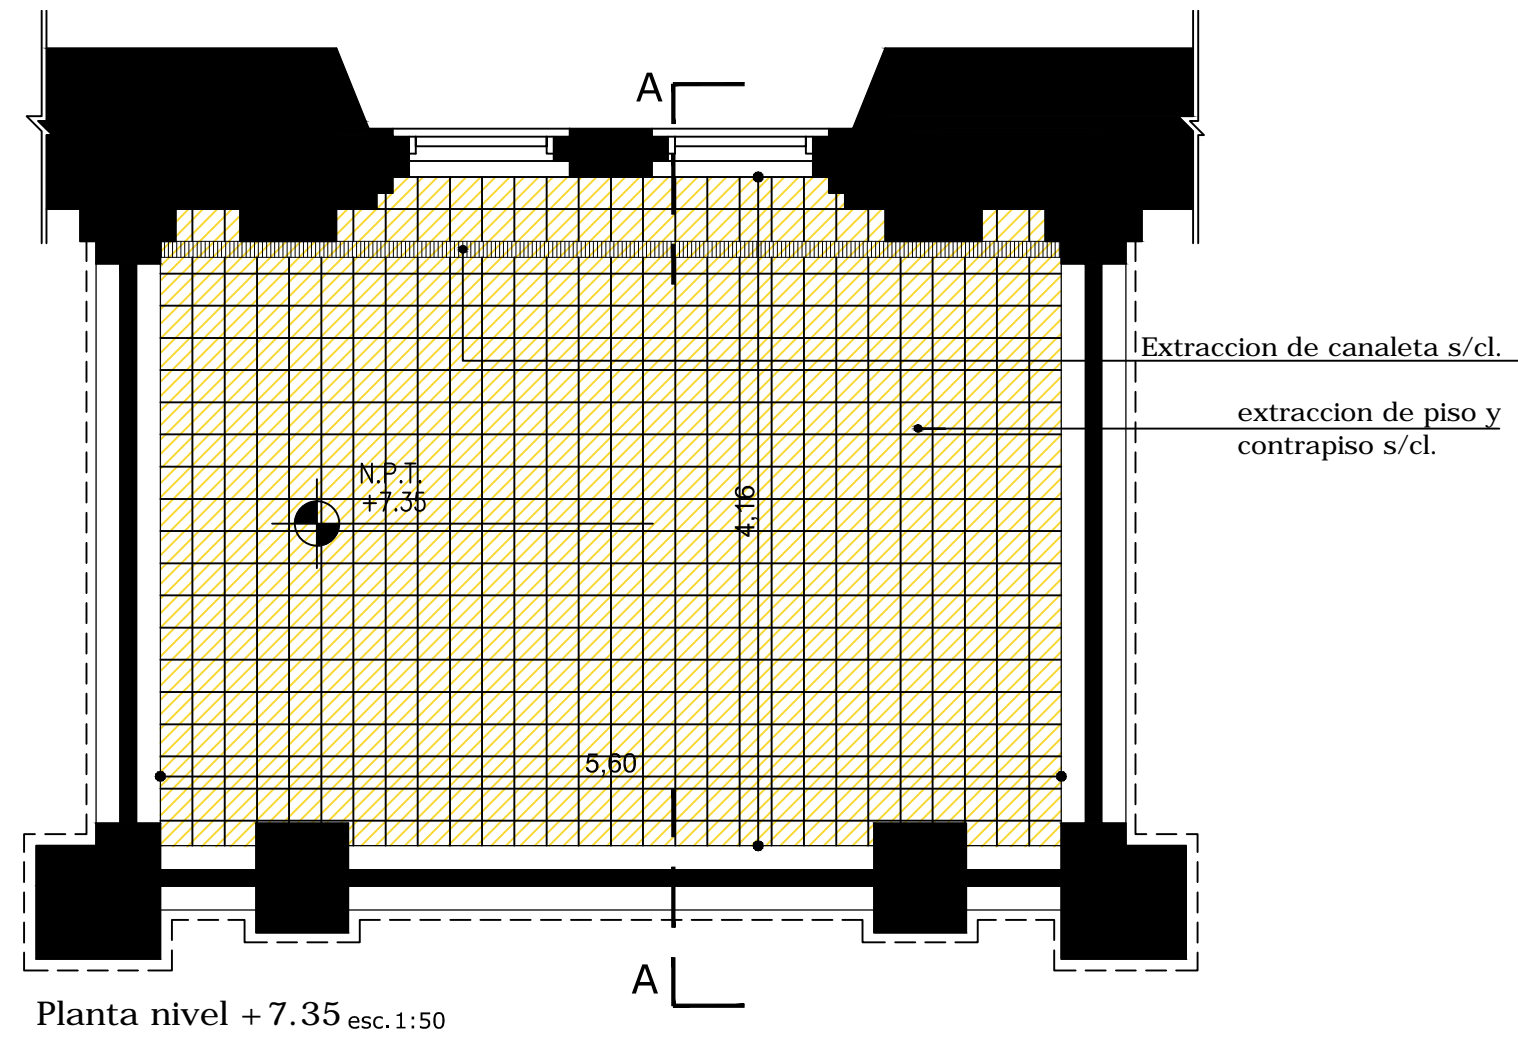 A
Extraccion de canaleta s/cl.
extraccion de piso y
contrapiso s/cl.
N.P.T.
+7.35
4,16
5,60
A
Planta nivel +7.35 esc.1:50